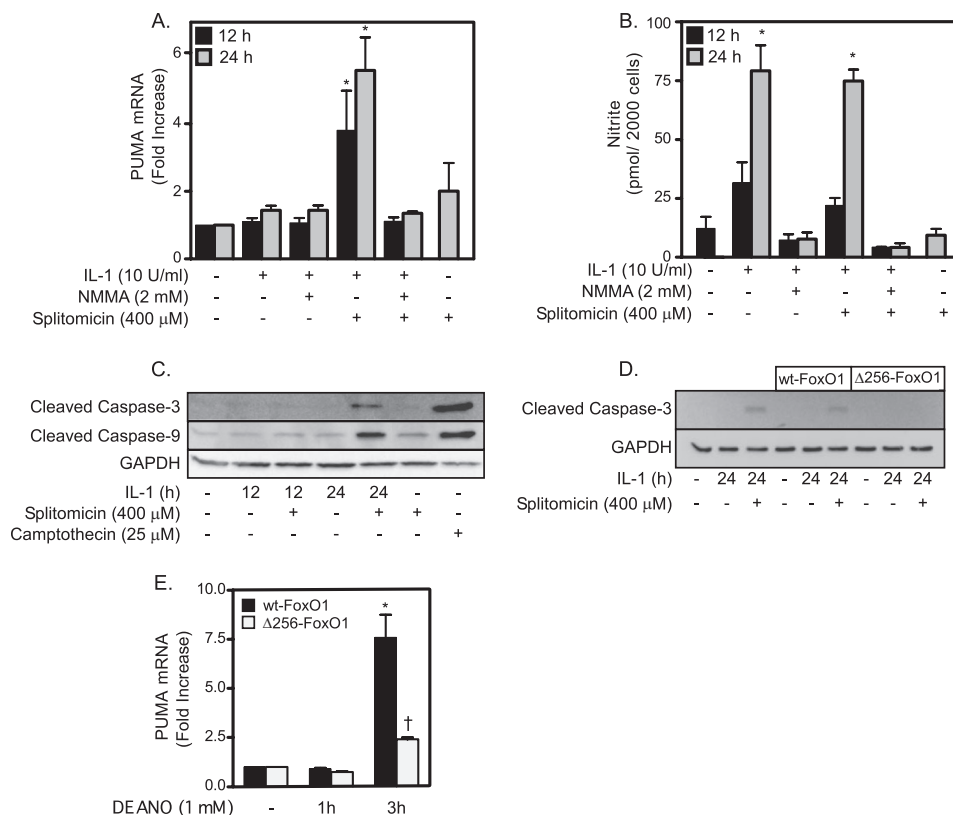 A.
12 h
24 h
PUMA mRNA
(Fold Increase)
6
4
2
0
*
*
IL-1 (10 U/ml) - + + + + -
NMMA (2 mM) - - + - + -
Splitomicin (400 μM) - - - + + +
B.
12 h
24 h
Nitrite
(pmol/ 2000 cells)
100
75
50
25
0
*
*
IL-1 (10 U/ml) - + + + + -
NMMA (2 mM) - - + - + -
Splitomicin (400 μM) - - - + + +
C.
Cleaved Caspase-3
Cleaved Caspase-9
GAPDH
IL-1 (h) - 12 12 24 24 - -
Splitomicin (400 μM) - - + - + + -
Camptothecin (25 μM) - - - - - - +
D.
wt-FoxO1 Δ256-FoxO1
Cleaved Caspase-3
GAPDH
IL-1 (h) - 24 24 - 24 24 - 24 24
Splitomicin (400 μM) - - + - - + - - +
E.
wt-FoxO1
Δ256-FoxO1
PUMA mRNA
(Fold Increase)
10.0
7.5
5.0
2.5
0.0
*
†
DEANO (1 mM) - 1h 3h